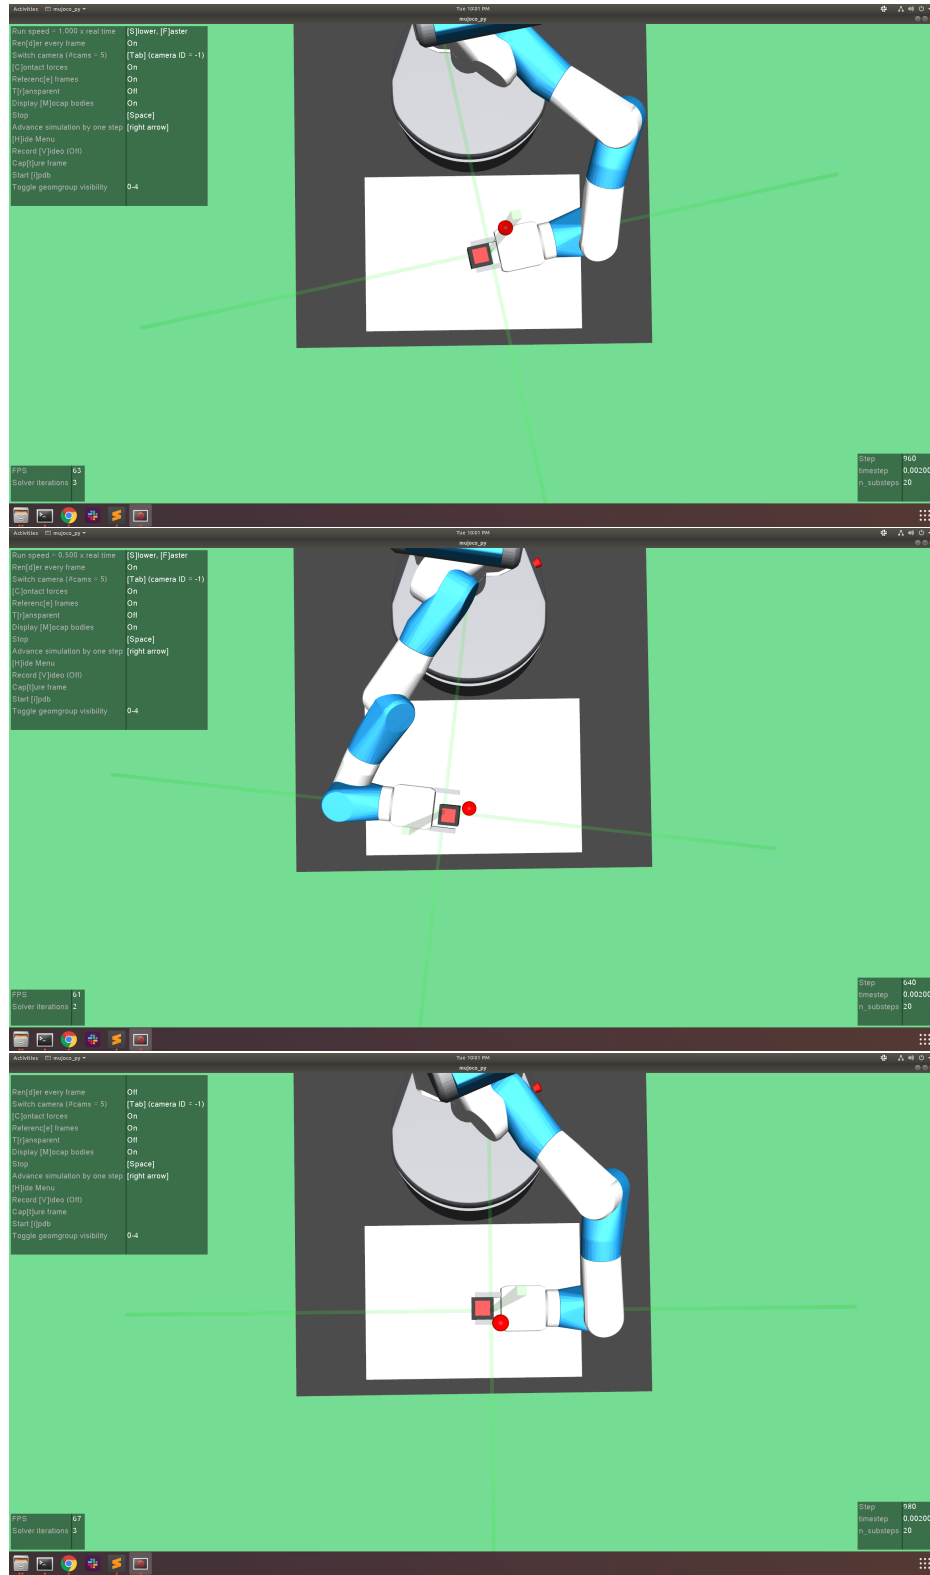 Activities mujoco_py Tue 10:01 PM
mujoco_py
Run speed = 1.000 x real time [S]lower, [F]aster
Ren[d]er every frame On
Switch camera (#cams = 5) [Tab] (camera ID = -1)
[C]ontact forces On
Referenc[e] frames On
T[r]ansparent Off
Display [M]ocap bodies On
Stop [Space]
Advance simulation by one step [right arrow]
[H]ide Menu
Record [V]ideo (Off)
Cap[t]ure frame
Start [i]pdb
Toggle geomgroup visibility 0-4
FPS 63
Solver iterations 3
Step 960
timestep 0.00200
n_substeps 20
Activities mujoco_py Tue 10:01 PM
mujoco_py
Run speed = 0.500 x real time [S]lower, [F]aster
Ren[d]er every frame On
Switch camera (#cams = 5) [Tab] (camera ID = -1)
[C]ontact forces On
Referenc[e] frames On
T[r]ansparent Off
Display [M]ocap bodies On
Stop [Space]
Advance simulation by one step [right arrow]
[H]ide Menu
Record [V]ideo (Off)
Cap[t]ure frame
Start [i]pdb
Toggle geomgroup visibility 0-4
FPS 61
Solver iterations 2
Step 640
timestep 0.00200
n_substeps 20
Activities mujoco_py Tue 10:01 PM
mujoco_py
Ren[d]er every frame Off
Switch camera (#cams = 5) [Tab] (camera ID = -1)
[C]ontact forces On
Referenc[e] frames On
T[r]ansparent Off
Display [M]ocap bodies On
Stop [Space]
Advance simulation by one step [right arrow]
[H]ide Menu
Record [V]ideo (Off)
Cap[t]ure frame
Start [i]pdb
Toggle geomgroup visibility 0-4
FPS 67
Solver iterations 3
Step 980
timestep 0.00200
n_substeps 20